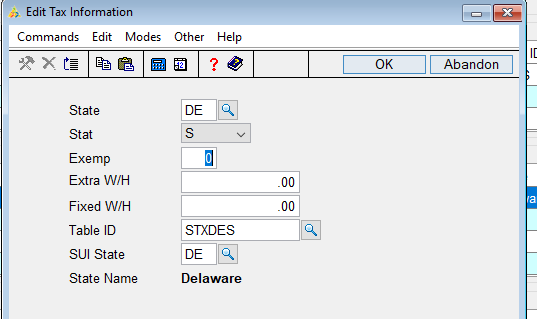 Edit Tax Information
Commands Edit Modes Other Help
OK Abandon
State DE
Stat S
Exemp 0
Extra W/H .00
Fixed W/H .00
Table ID STXDES
SUI State DE
State Name Delaware